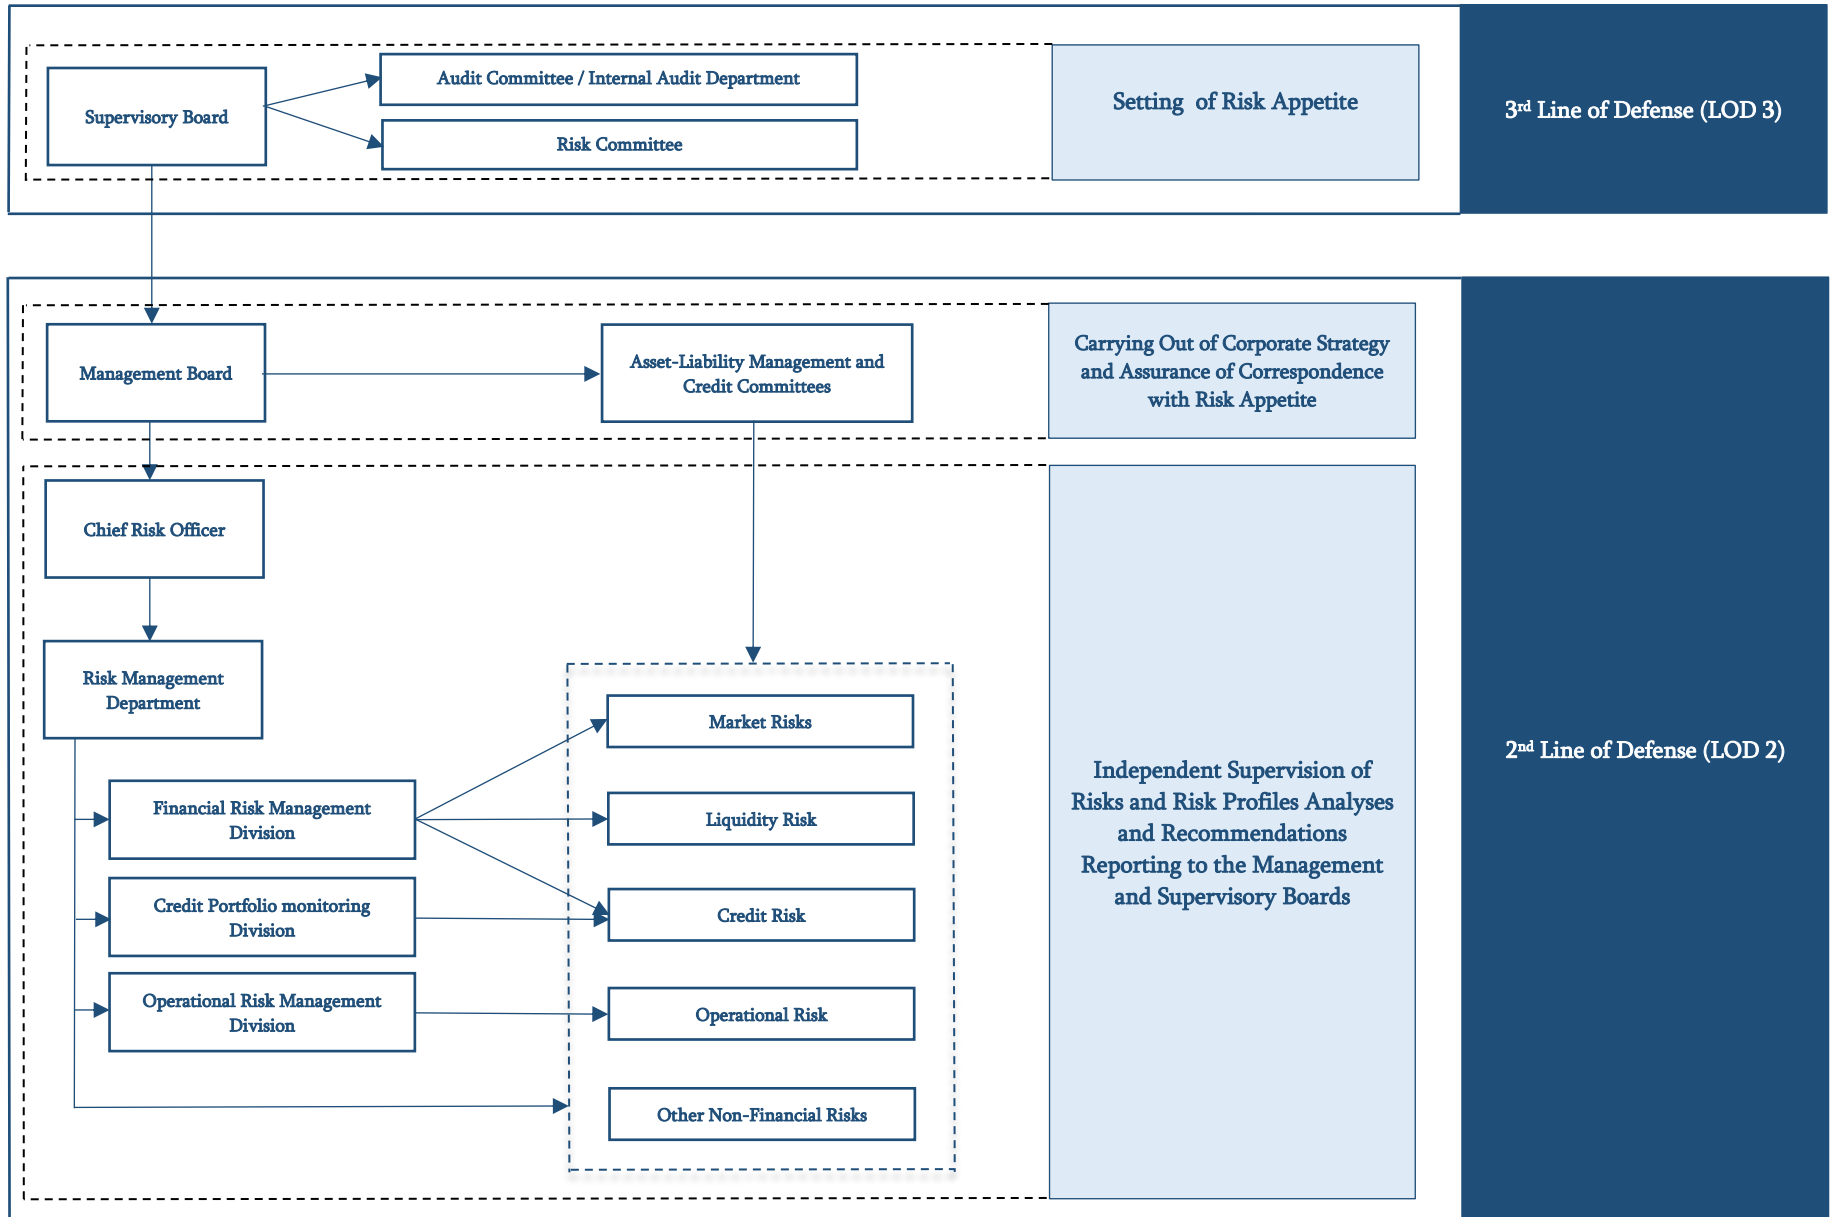 Audit Committee / Internal Audit Department
Supervisory Board
Risk Committee
Setting of Risk Appetite
3rd Line of Defense (LOD 3)
Management Board
Asset-Liability Management and
Credit Committees
Carrying Out of Corporate Strategy
and Assurance of Correspondence
with Risk Appetite
Chief Risk Officer
Risk Management
Department
Market Risks
Financial Risk Management
Division
Liquidity Risk
Credit Portfolio monitoring
Division
Credit Risk
Operational Risk Management
Division
Operational Risk
Other Non-Financial Risks
Independent Supervision of
Risks and Risk Profiles Analyses
and Recommendations
Reporting to the Management
and Supervisory Boards
2nd Line of Defense (LOD 2)